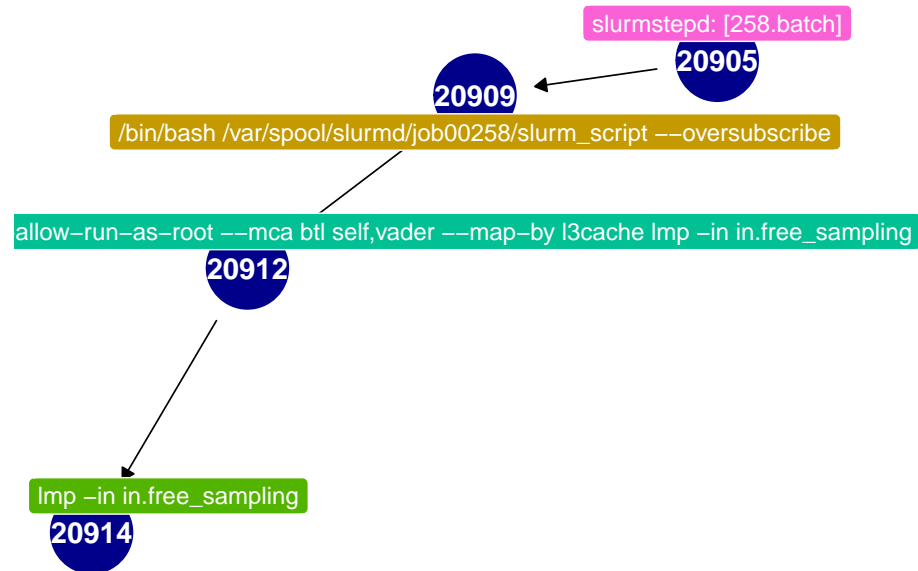 slurmstepd: [258.batch]
20905
20909
/bin/bash /var/spool/slurmd/job00258/slurm_script −−oversubscribe
allow−run−as−root −−mca btl self,vader −−map−by l3cache lmp −in in.free_sampling
20912
lmp −in in.free_sampling
20914